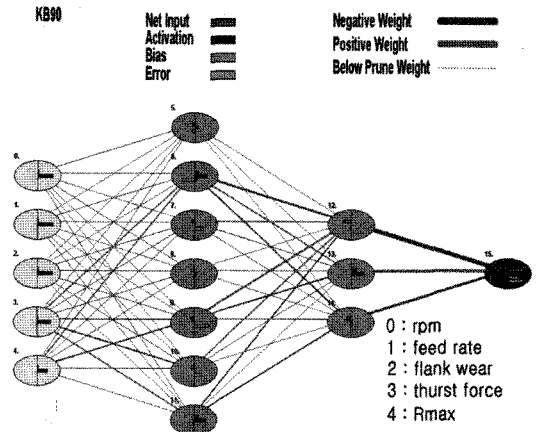 KB90
Net Input
Activation
Bias
Error
Negative Weight
Positive Weight
Below Prune Weight
5.
0.
6.
1.
7.
12.
2.
8.
13.
15.
3.
9.
4.
10.
0 : rpm
1 : feed rate
2 : flank wear
3 : thurst force
4 : Rmax